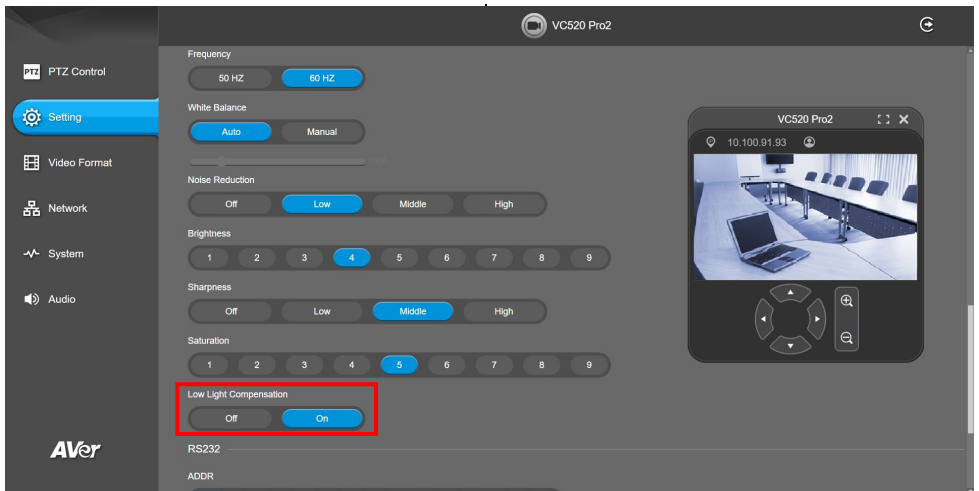 VC520 Pro2
PTZ PTZ Control
Setting
Video Format
Network
System
Audio
AVer
Frequency
50 HZ 60 HZ
White Balance
Auto Manual
Noise Reduction
Off Low Middle High
Brightness
1 2 3 4 5 6 7 8 9
Sharpness
Off Low Middle High
Saturation
1 2 3 4 5 6 7 8 9
Low Light Compensation
Off On
RS232
ADDR
VC520 Pro2
10.100.91.93